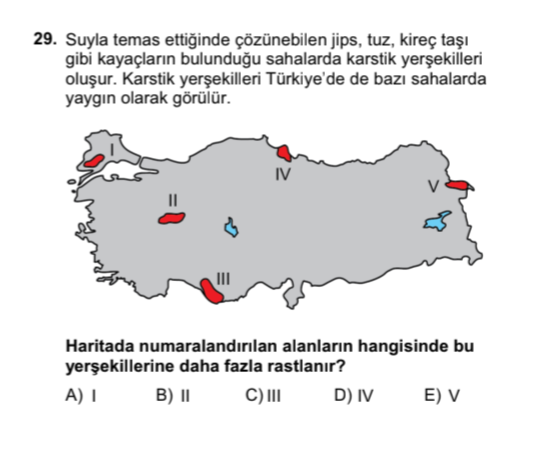 29. Suyla temas ettiğinde çözünebilen jips, tuz, kireç taşı
gibi kayaçların bulunduğu sahalarda karstik yerşekilleri
oluşur. Karstik yerşekilleri Türkiye'de de bazı sahalarda
yaygın olarak görülür.
I
IV
V
II
III
Haritada numaralandırılan alanların hangisinde bu
yerşekillerine daha fazla rastlanır?
A) I B) II C) III D) IV E) V